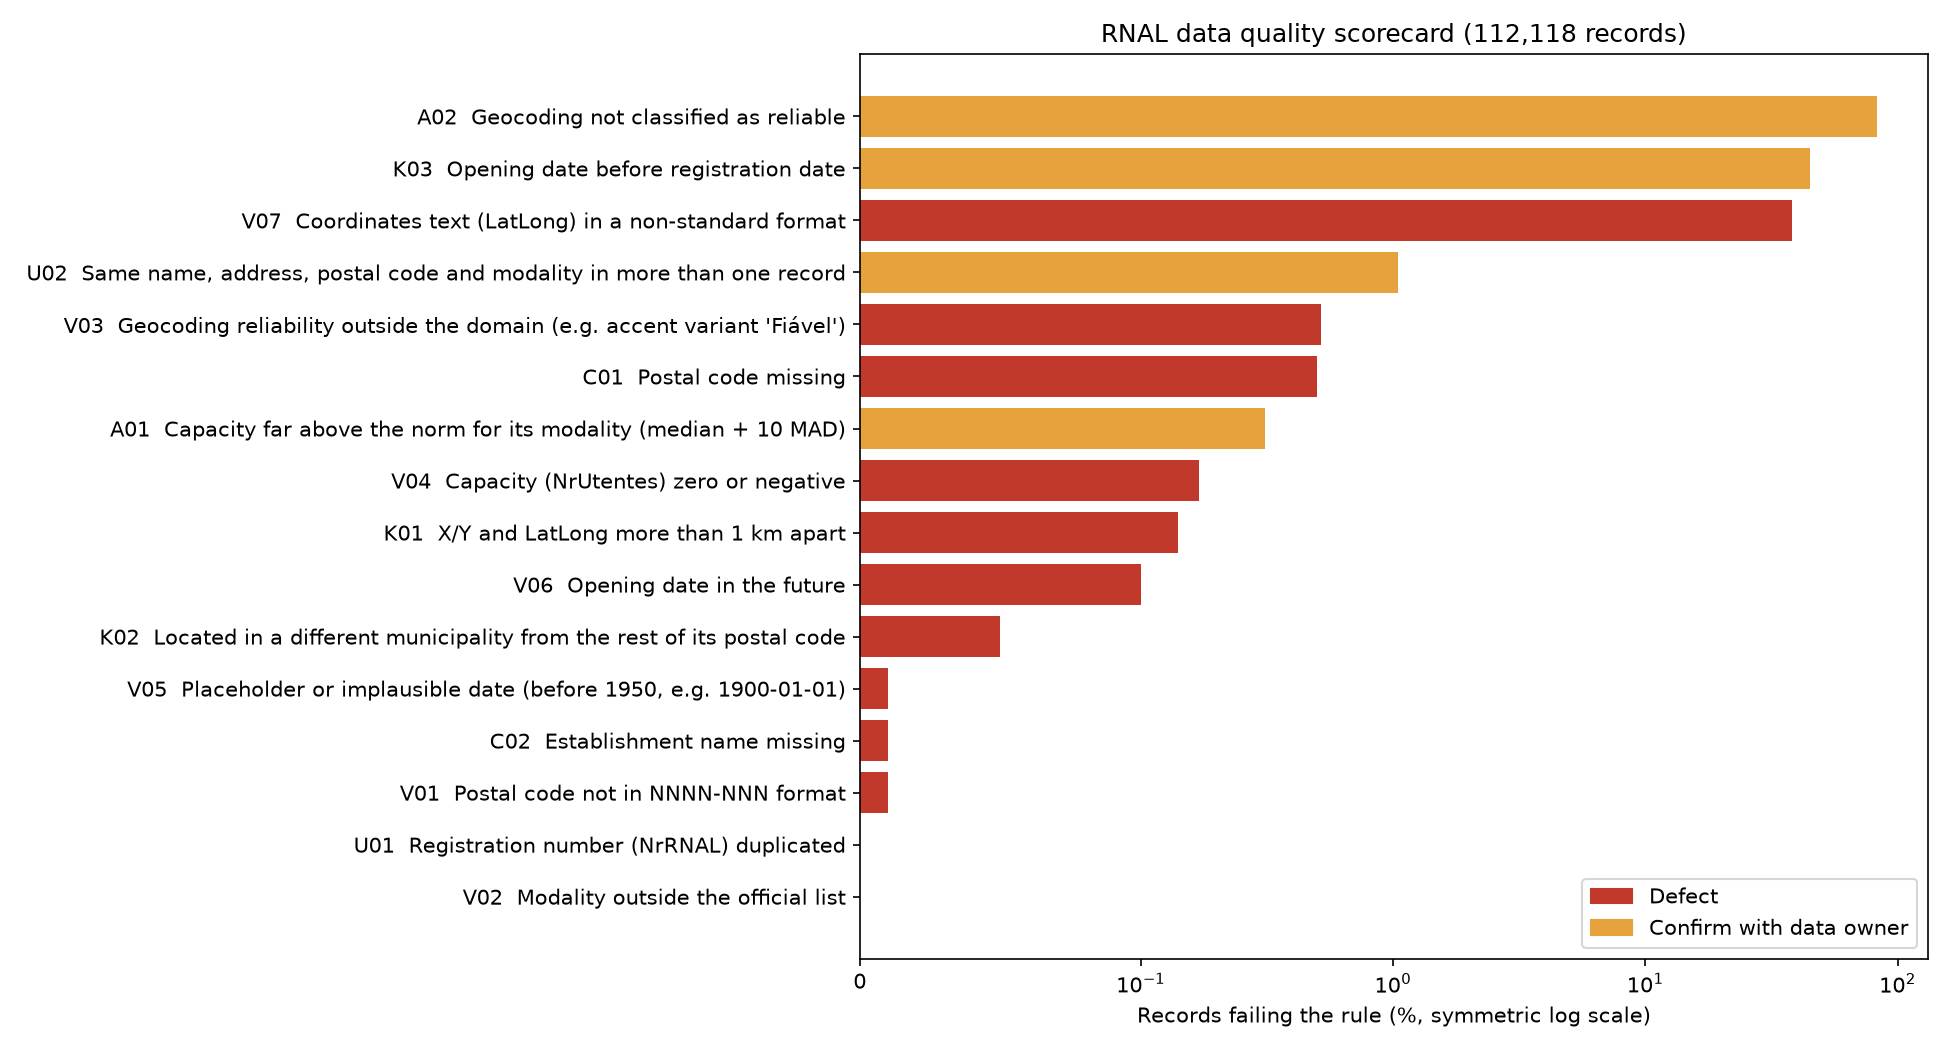 RNAL data quality scorecard (112,118 records)
A02  Geocoding not classified as reliable
K03  Opening date before registration date
V07  Coordinates text (LatLong) in a non-standard format
U02  Same name, address, postal code and modality in more than one record
V03  Geocoding reliability outside the domain (e.g. accent variant 'Fiável')
C01  Postal code missing
A01  Capacity far above the norm for its modality (median + 10 MAD)
V04  Capacity (NrUtentes) zero or negative
K01  X/Y and LatLong more than 1 km apart
V06  Opening date in the future
K02  Located in a different municipality from the rest of its postal code
V05  Placeholder or implausible date (before 1950, e.g. 1900-01-01)
C02  Establishment name missing
V01  Postal code not in NNNN-NNN format
U01  Registration number (NrRNAL) duplicated
V02  Modality outside the official list
Defect
Confirm with data owner
0 10⁻¹ 10⁰ 10¹ 10²
Records failing the rule (%, symmetric log scale)